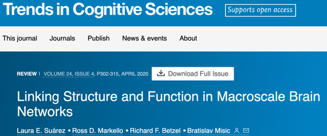 Trends in Cognitive Sciences
Supports open access
This journal Journals Publish News & events About
REVIEW | VOLUME 24, ISSUE 4, P302-315, APRIL 2020 Download Full Issue
Linking Structure and Function in Macroscale Brain
Networks
Laura E. Suárez • Ross D. Markello • Richard F. Betzel • Bratislav Misic